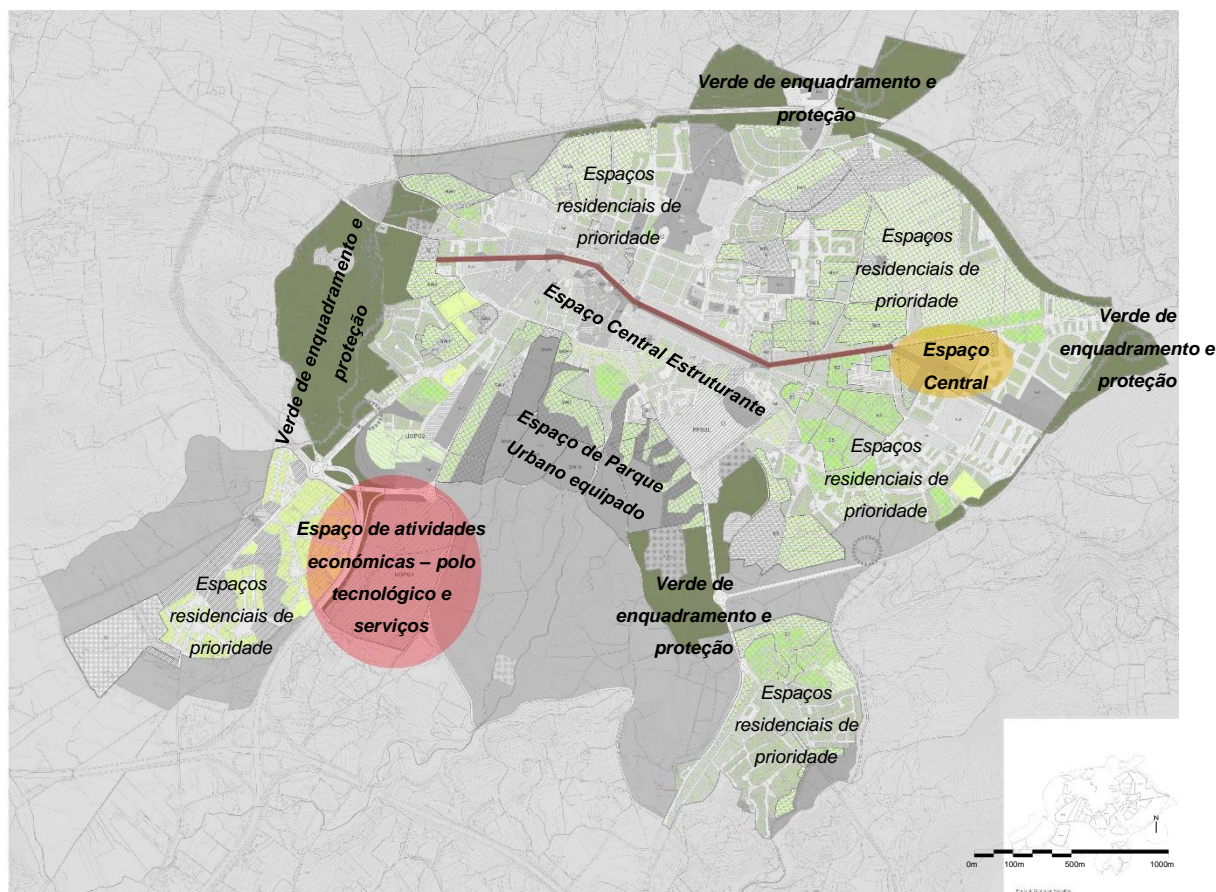 Verde de enquadramento e
proteção
Espaços
residenciais de
prioridade
Espaços
residenciais de
prioridade
Verde de enquadramento e
proteção
Verde de
enquadramento e
proteção
Espaço Central Estruturante
Espaço
Central
Espaço de Parque
Urbano equipado
Espaços
residenciais de
prioridade
Espaço de atividades
económicas – polo
tecnológico e
serviços
Espaços
residenciais de
prioridade
Verde de
enquadramento e
proteção
Espaços
residenciais de
prioridade
UOPG2
N
0m 100m 500m 1000m